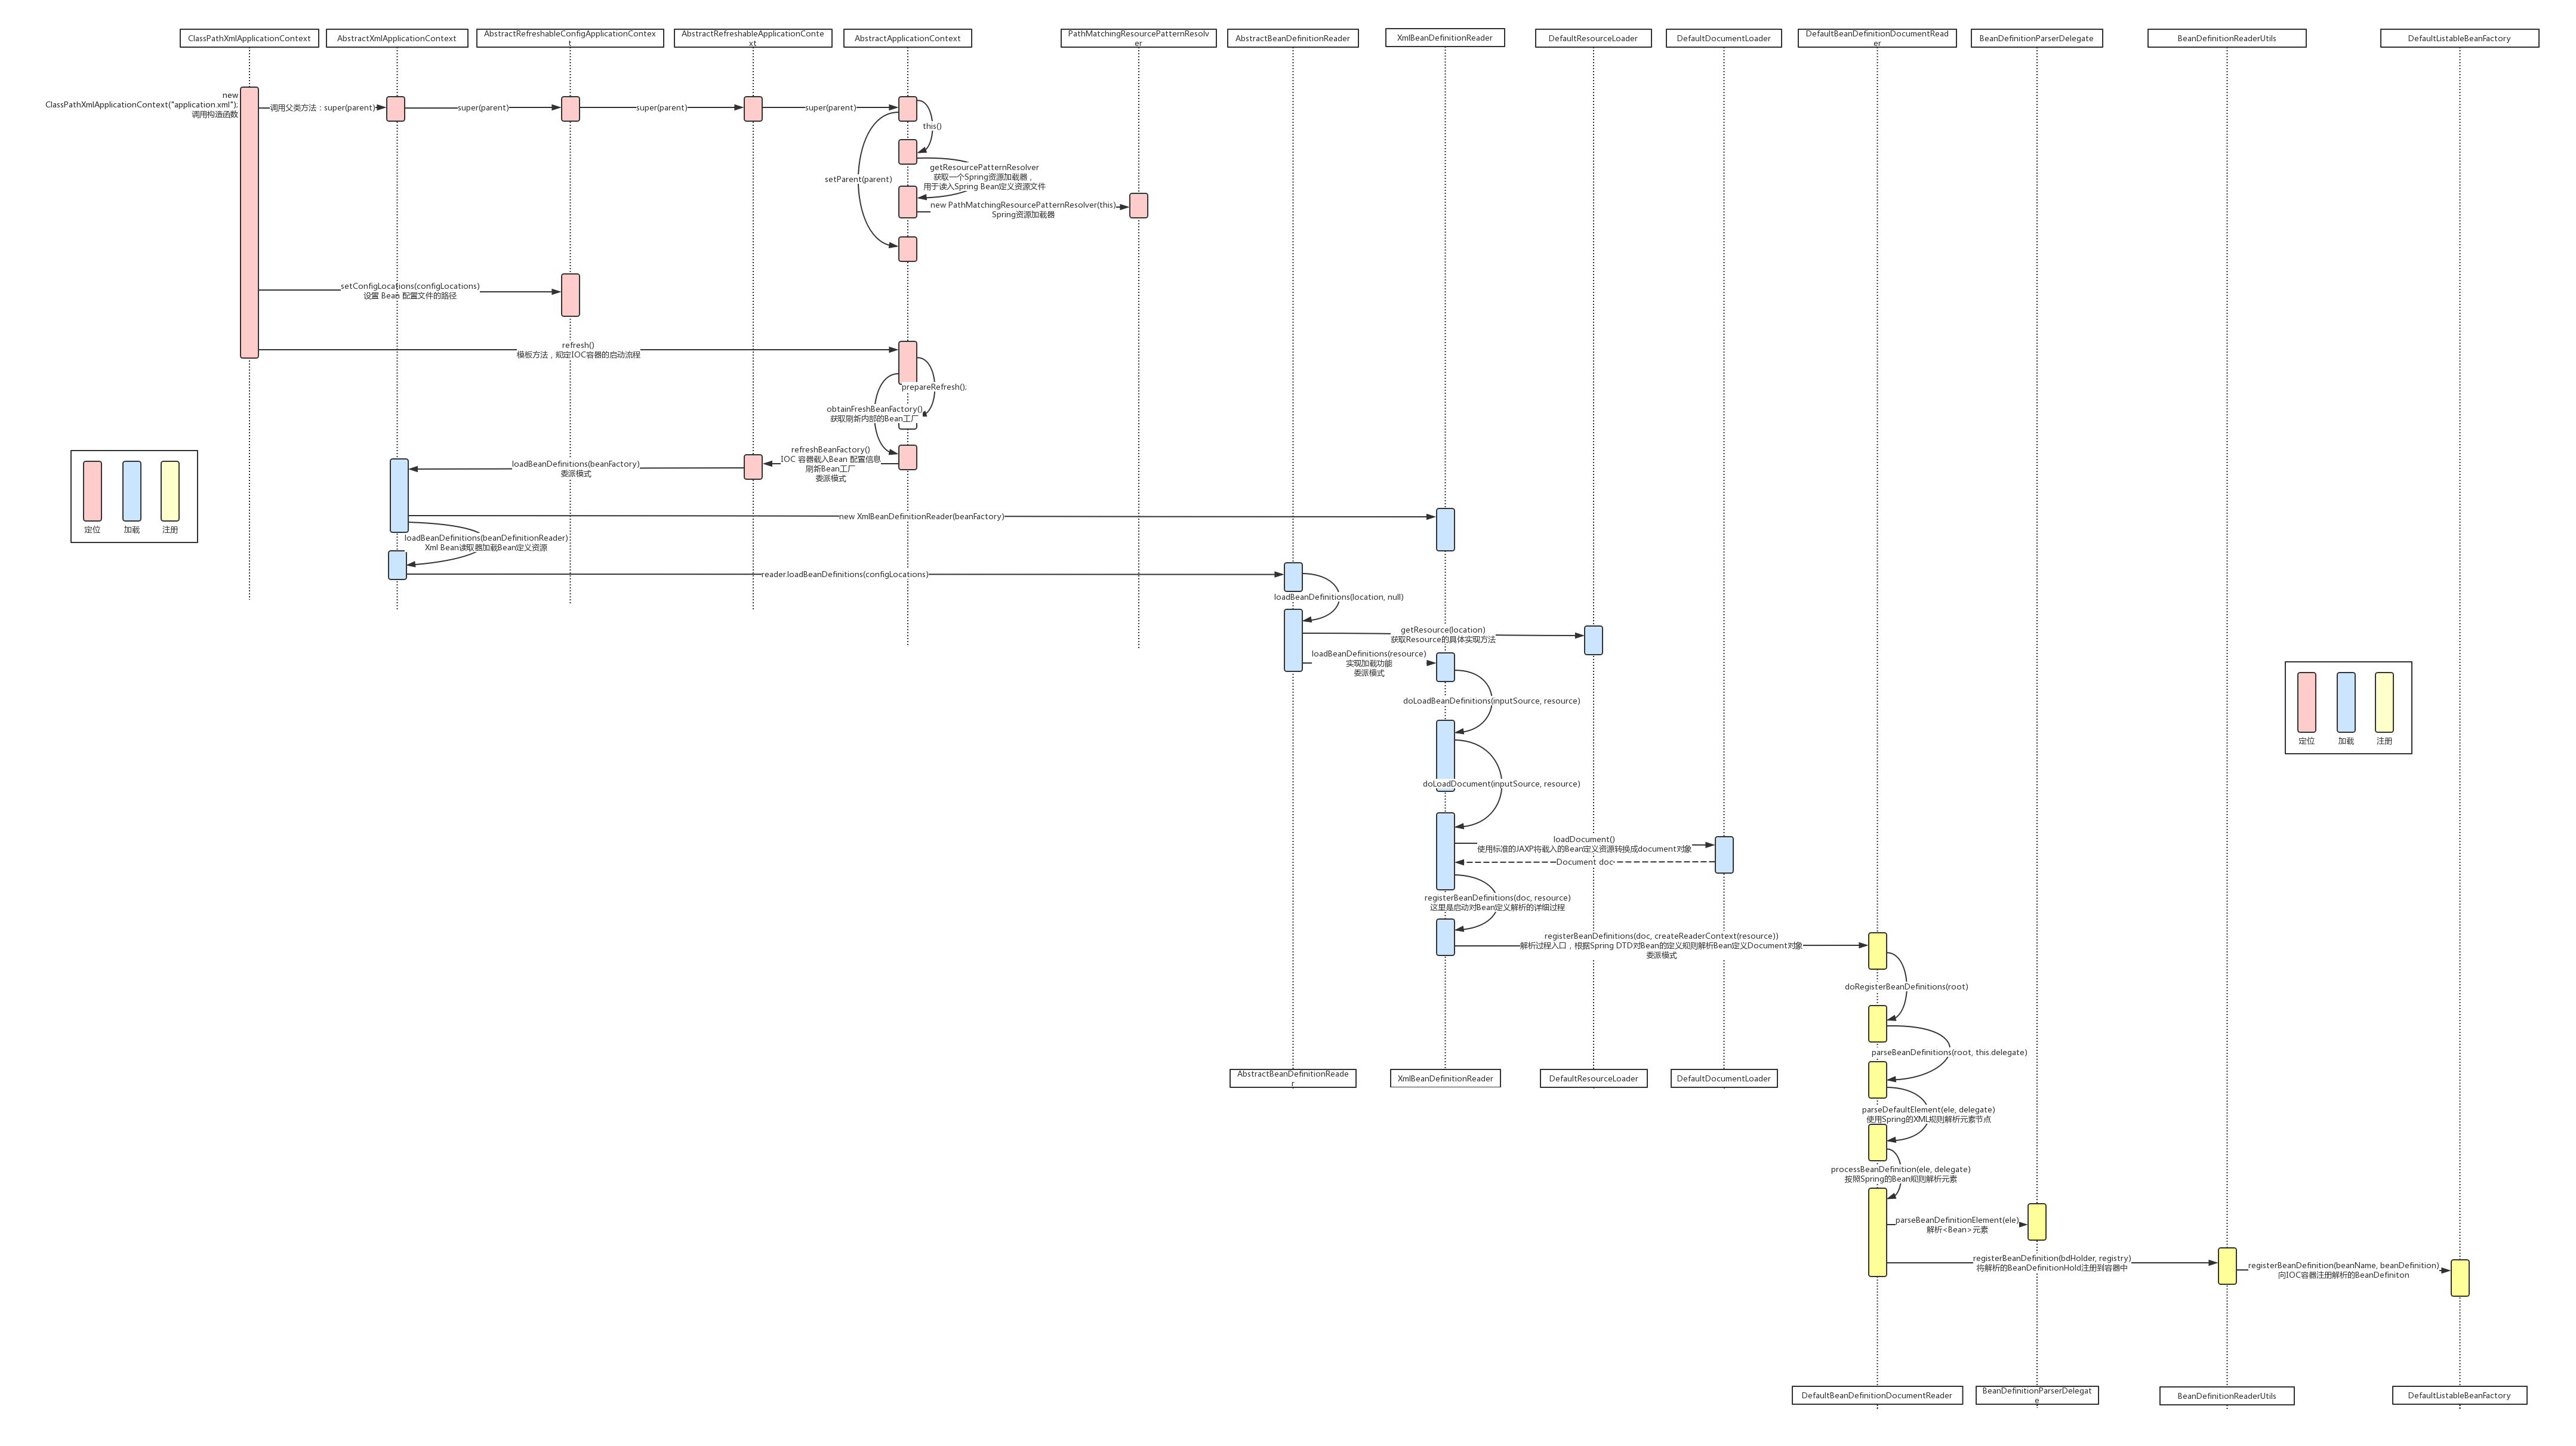 ClassPathXmlApplicationContext
AbstractXmlApplicationContext
AbstractRefreshableConfigApplicationContex
t
AbstractRefreshableApplicationConte
xt
AbstractApplicationContext
PathMatchingResourcePatternResolv
er
AbstractBeanDefinitionReader
XmlBeanDefinitionReader
DefaultResourceLoader
DefaultDocumentLoader
DefaultBeanDefinitionDocumentRead
er
BeanDefinitionParserDelegate
BeanDefinitionReaderUtils
DefaultListableBeanFactory
new
ClassPathXmlApplicationContext("application.xml");
调用构造函数
调用父类方法：super(parent)
super(parent)
super(parent)
super(parent)
this()
getResourcePatternResolver
获取一个Spring资源加载器，
用于读入Spring Bean定义资源文件
setParent(parent)
new PathMatchingResourcePatternResolver(this)
Spring资源加载器
setConfigLocations(configLocations)
设置 Bean 配置文件的路径
refresh()
模板方法，规定IOC容器的启动流程
prepareRefresh();
obtainFreshBeanFactory()
获取刷新内部的Bean工厂
refreshBeanFactory()
IOC 容器载入Bean 配置信息
刷新Bean工厂
委派模式
loadBeanDefinitions(beanFactory)
委派模式
定位
加载
注册
new XmlBeanDefinitionReader(beanFactory)
loadBeanDefinitions(beanDefinitionReader)
Xml Bean读取器加载Bean定义资源
reader.loadBeanDefinitions(configLocations)
loadBeanDefinitions(location, null)
getResource(location)
获取Resource的具体实现方法
loadBeanDefinitions(resource)
实现加载功能
委派模式
doLoadBeanDefinitions(inputSource, resource)
定位
加载
注册
doLoadDocument(inputSource, resource)
loadDocument()
使用标准的JAXP将载入的Bean定义资源转换成document对象
Document doc
registerBeanDefinitions(doc, resource)
这里是启动对Bean定义解析的详细过程
registerBeanDefinitions(doc, createReaderContext(resource))
解析过程入口，根据Spring DTD对Bean的定义规则解析Bean定义Document对象
委派模式
doRegisterBeanDefinitions(root)
parseBeanDefinitions(root, this.delegate)
AbstractBeanDefinitionReade
r
XmlBeanDefinitionReader
DefaultResourceLoader
DefaultDocumentLoader
parseDefaultElement(ele, delegate)
使用Spring的XML规则解析元素节点
processBeanDefinition(ele, delegate)
按照Spring的Bean规则解析元素
parseBeanDefinitionElement(ele)
解析<Bean>元素
registerBeanDefinition(bdHolder, registry)
将解析的BeanDefinitionHold注册到容器中
registerBeanDefinition(beanName, beanDefinition)
向IOC容器注册解析的BeanDefiniton
DefaultBeanDefinitionDocumentReader
BeanDefinitionParserDelegat
e
BeanDefinitionReaderUtils
DefaultListableBeanFactory